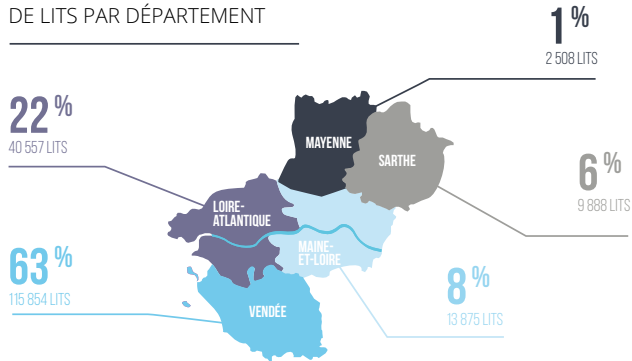 DE LITS PAR DÉPARTEMENT
1 %
2 508 LITS
22 %
40 557 LITS
MAYENNE
SARTHE
6 %
9 888 LITS
LOIRE-
ATLANTIQUE
MAINE-
ET-LOIRE
63 %
115 854 LITS
8 %
13 875 LITS
VENDÉE